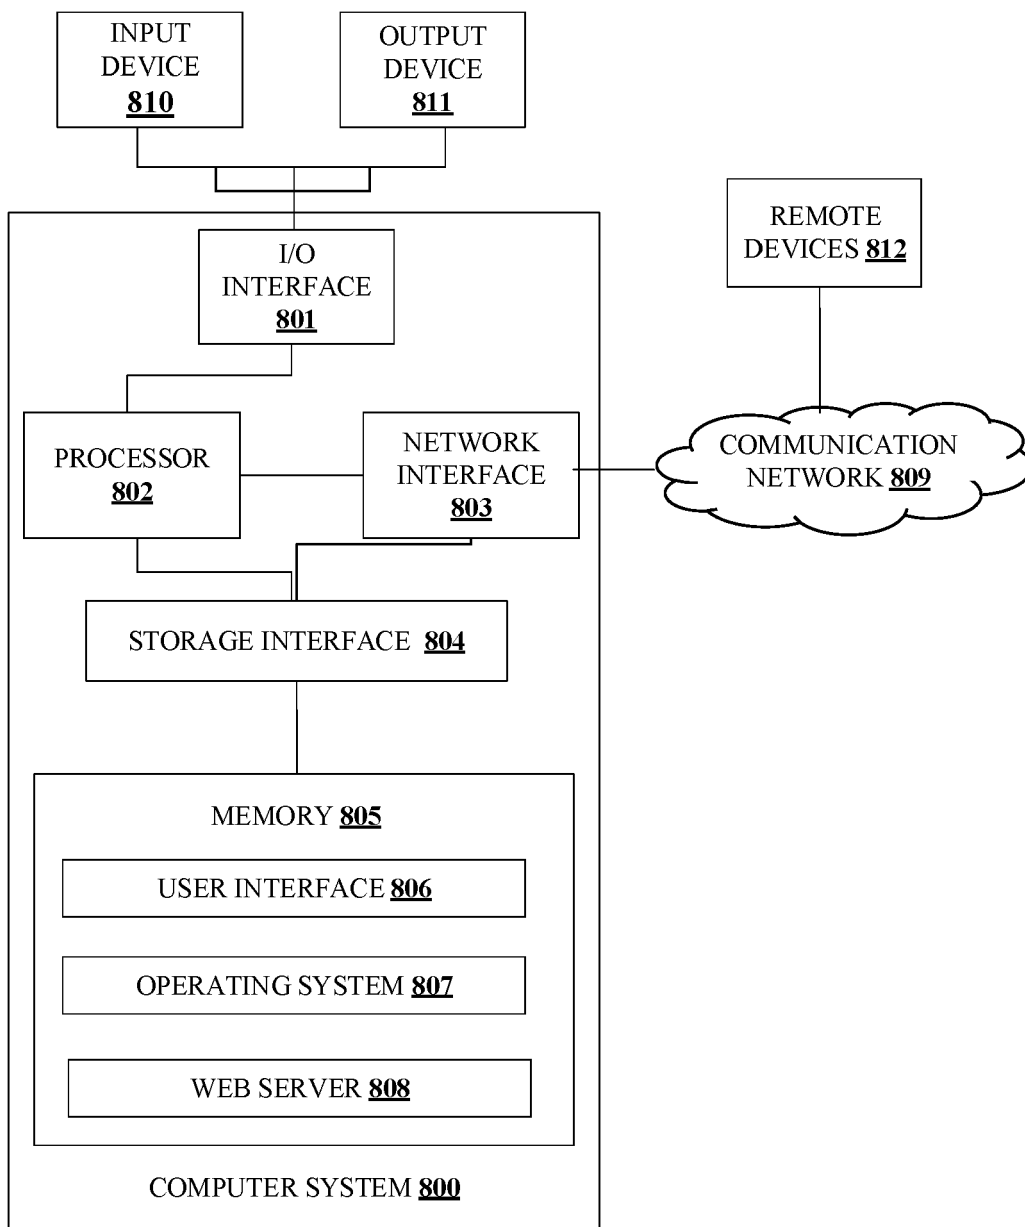 INPUT
DEVICE
810
OUTPUT
DEVICE
811
REMOTE
DEVICES 812
I/O
INTERFACE
801
PROCESSOR
802
NETWORK
INTERFACE
803
COMMUNICATION
NETWORK 809
STORAGE INTERFACE 804
MEMORY 805
USER INTERFACE 806
OPERATING SYSTEM 807
WEB SERVER 808
COMPUTER SYSTEM 800